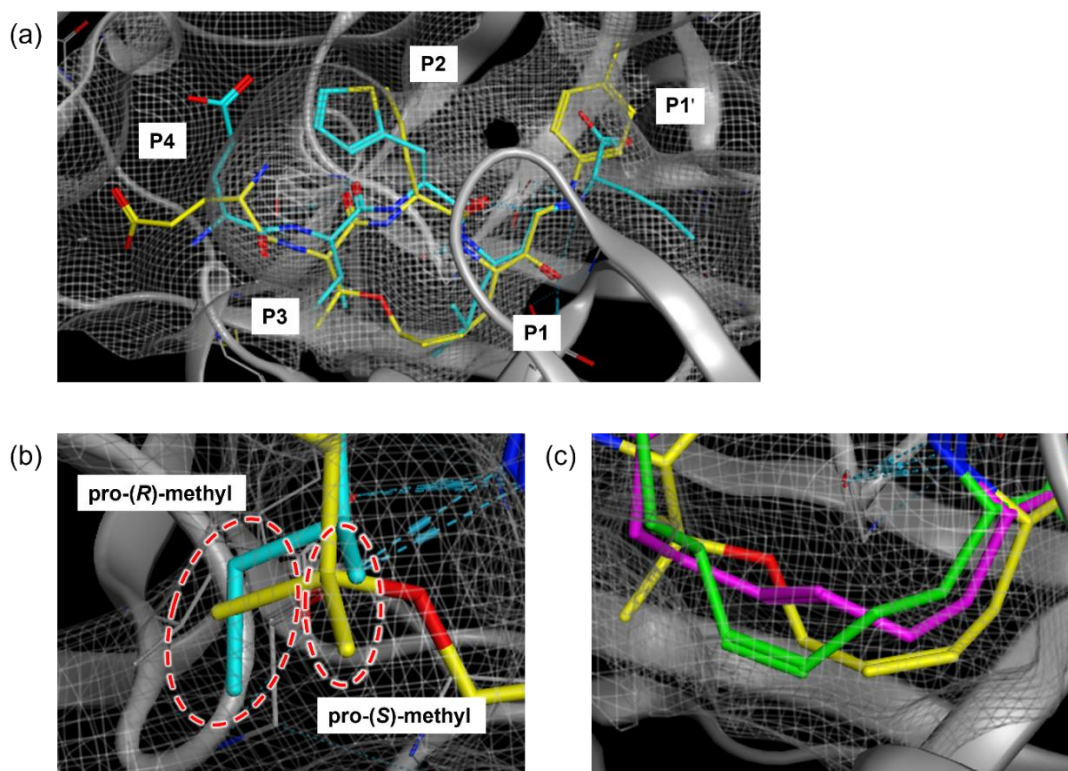 (a)
P2
P1'
P4
P3
P1
(b)
(c)
pro-(R)-methyl
pro-(S)-methyl